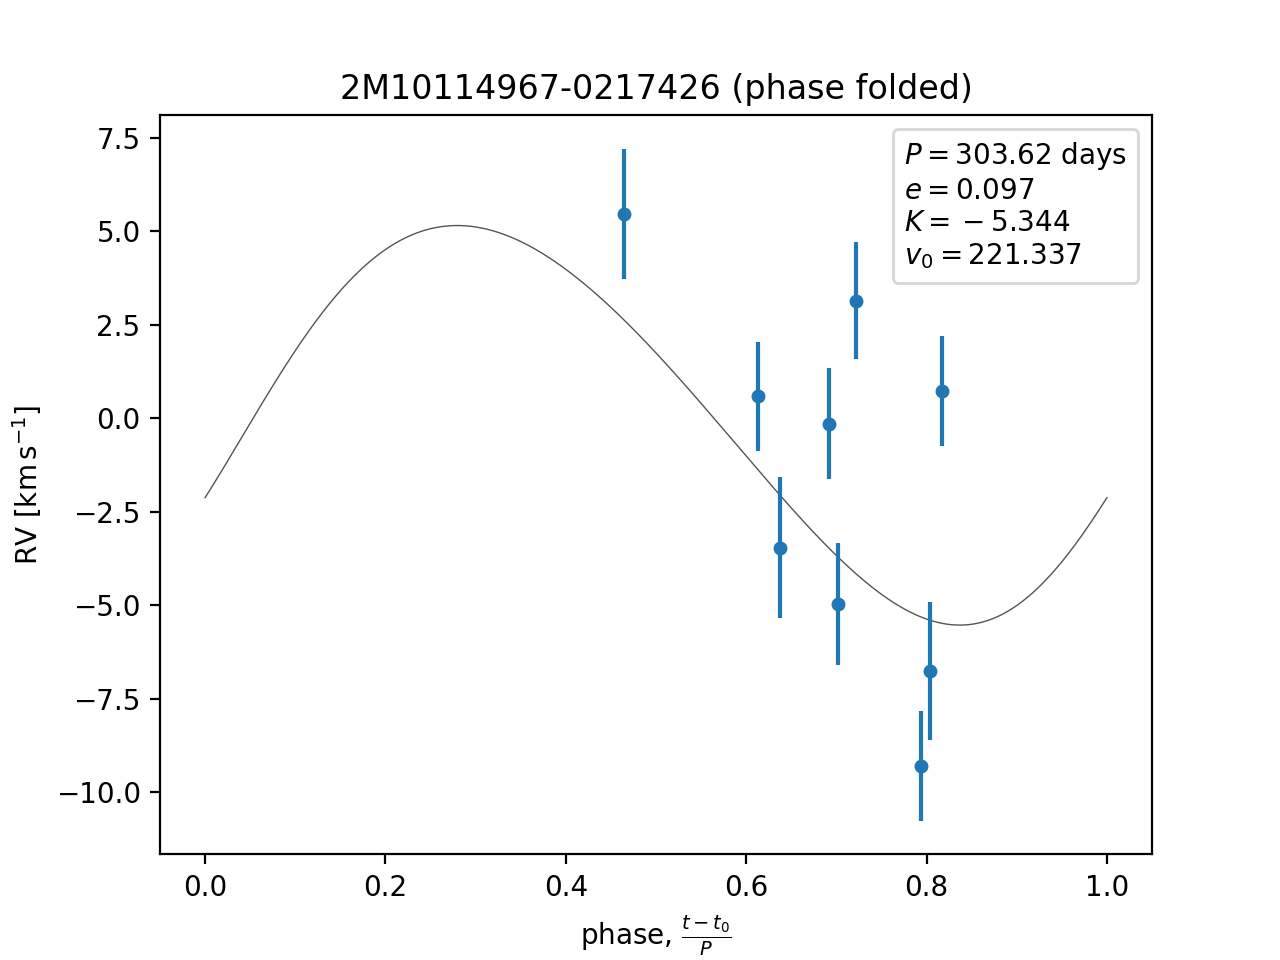 2M10114967-0217426 (phase folded)
P = 303.62 days
e = 0.097
K = −5.344
v₀ = 221.337
7.5
5.0
2.5
0.0
−2.5
−5.0
−7.5
−10.0
RV [km s⁻¹]
0.0 0.2 0.4 0.6 0.8 1.0
phase, (t − t₀)/P